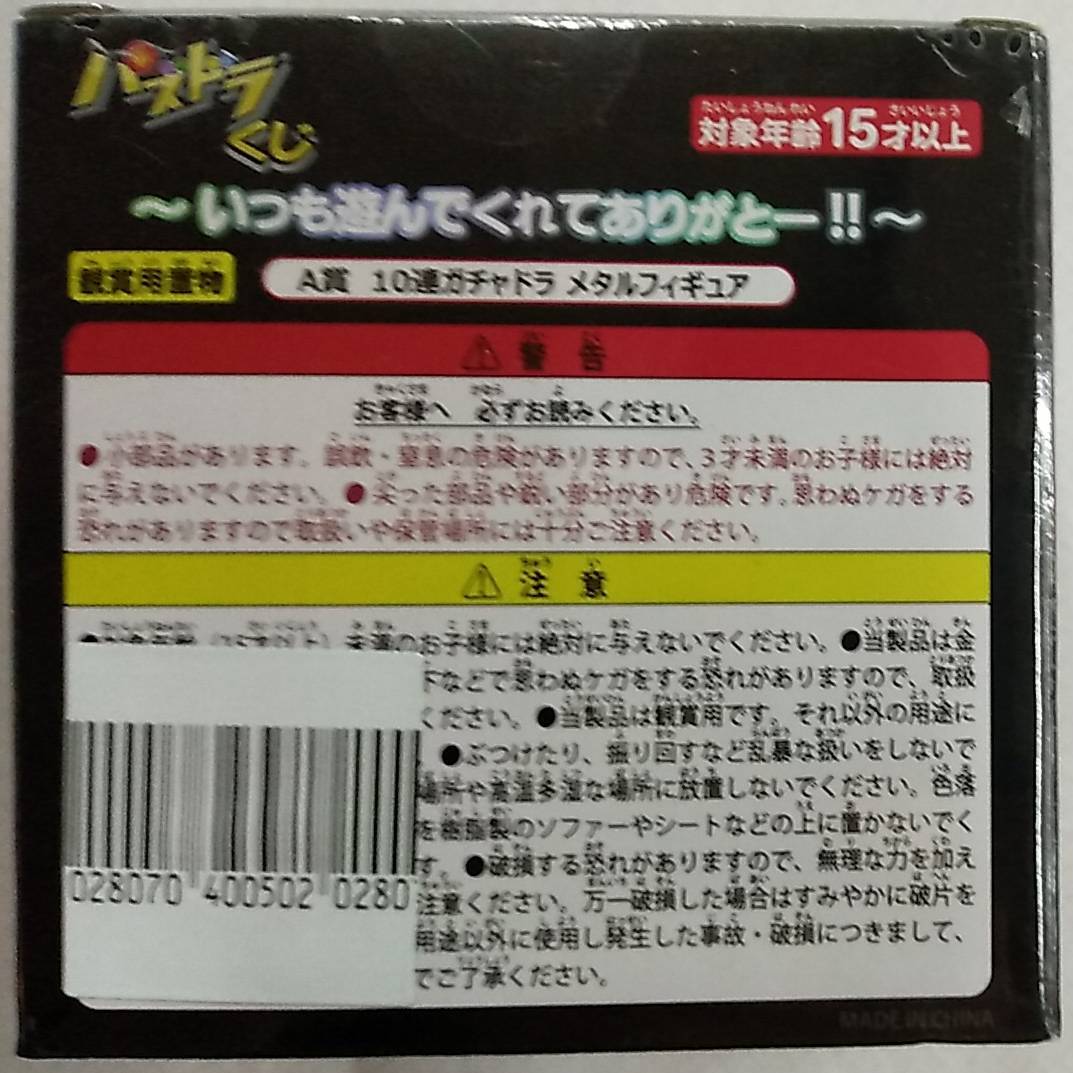 パズドラ
くじ
たいしょうねんれい さいいじょう
対象年齢15才以上
～いつも遊んでくれてありがとー!!～
観賞用置物
A賞 10連ガチャドラ メタルフィギュア
警告
お客様へ 必ずお読みください。
●小部品があります。誤飲・窒息の危険がありますので、3才未満のお子様には絶対
に与えないでください。●尖った部品や鋭い部分があり危険です。思わぬケガをする
恐れがありますので取扱いや保管場所には十分ご注意ください。
注意
未満のお子様には絶対に与えないでください。●当製品は金
下などで思わぬケガをする恐れがありますので、取扱
ください。●当製品は観賞用です。それ以外の用途に
●ぶつけたり、振り回すなど乱暴な扱いをしないで
場所や高温多湿な場所に放置しないでください。色落
を樹脂製のソファーやシートなどの上に置かないでく
す。●破損する恐れがありますので、無理な力を加え
注意ください。万一破損した場合はすみやかに破片を
用途以外に使用し発生した事故・破損につきまして、
でご了承ください。
028070 400502 0280
MADE IN CHINA